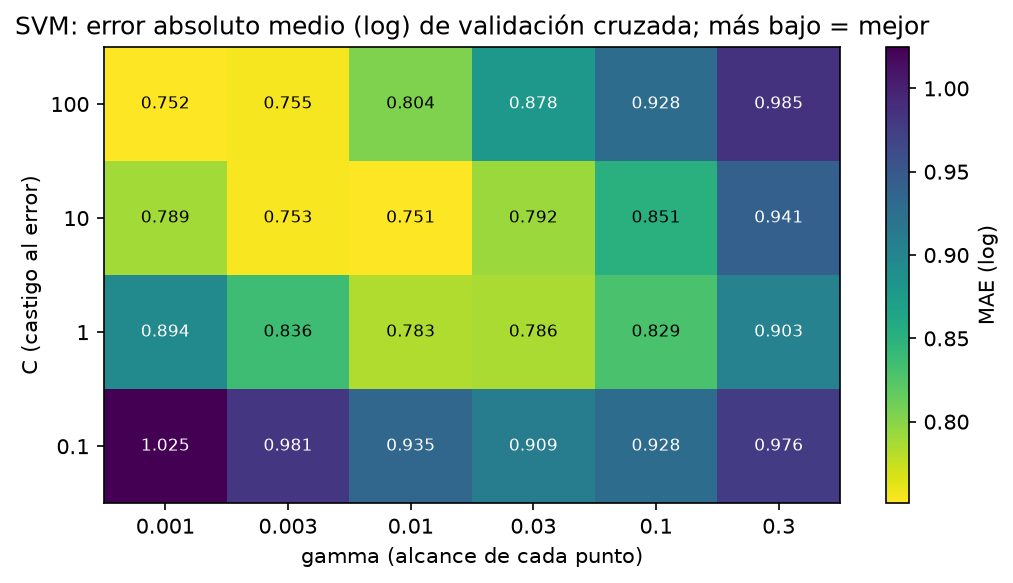 SVM: error absoluto medio (log) de validación cruzada; más bajo = mejor
C (castigo al error)
100 0.752 0.755 0.804 0.878 0.928 0.985
10 0.789 0.753 0.751 0.792 0.851 0.941
1 0.894 0.836 0.783 0.786 0.829 0.903
0.1 1.025 0.981 0.935 0.909 0.928 0.976
0.001 0.003 0.01 0.03 0.1 0.3
gamma (alcance de cada punto)
1.00
0.95
0.90
0.85
0.80
MAE (log)